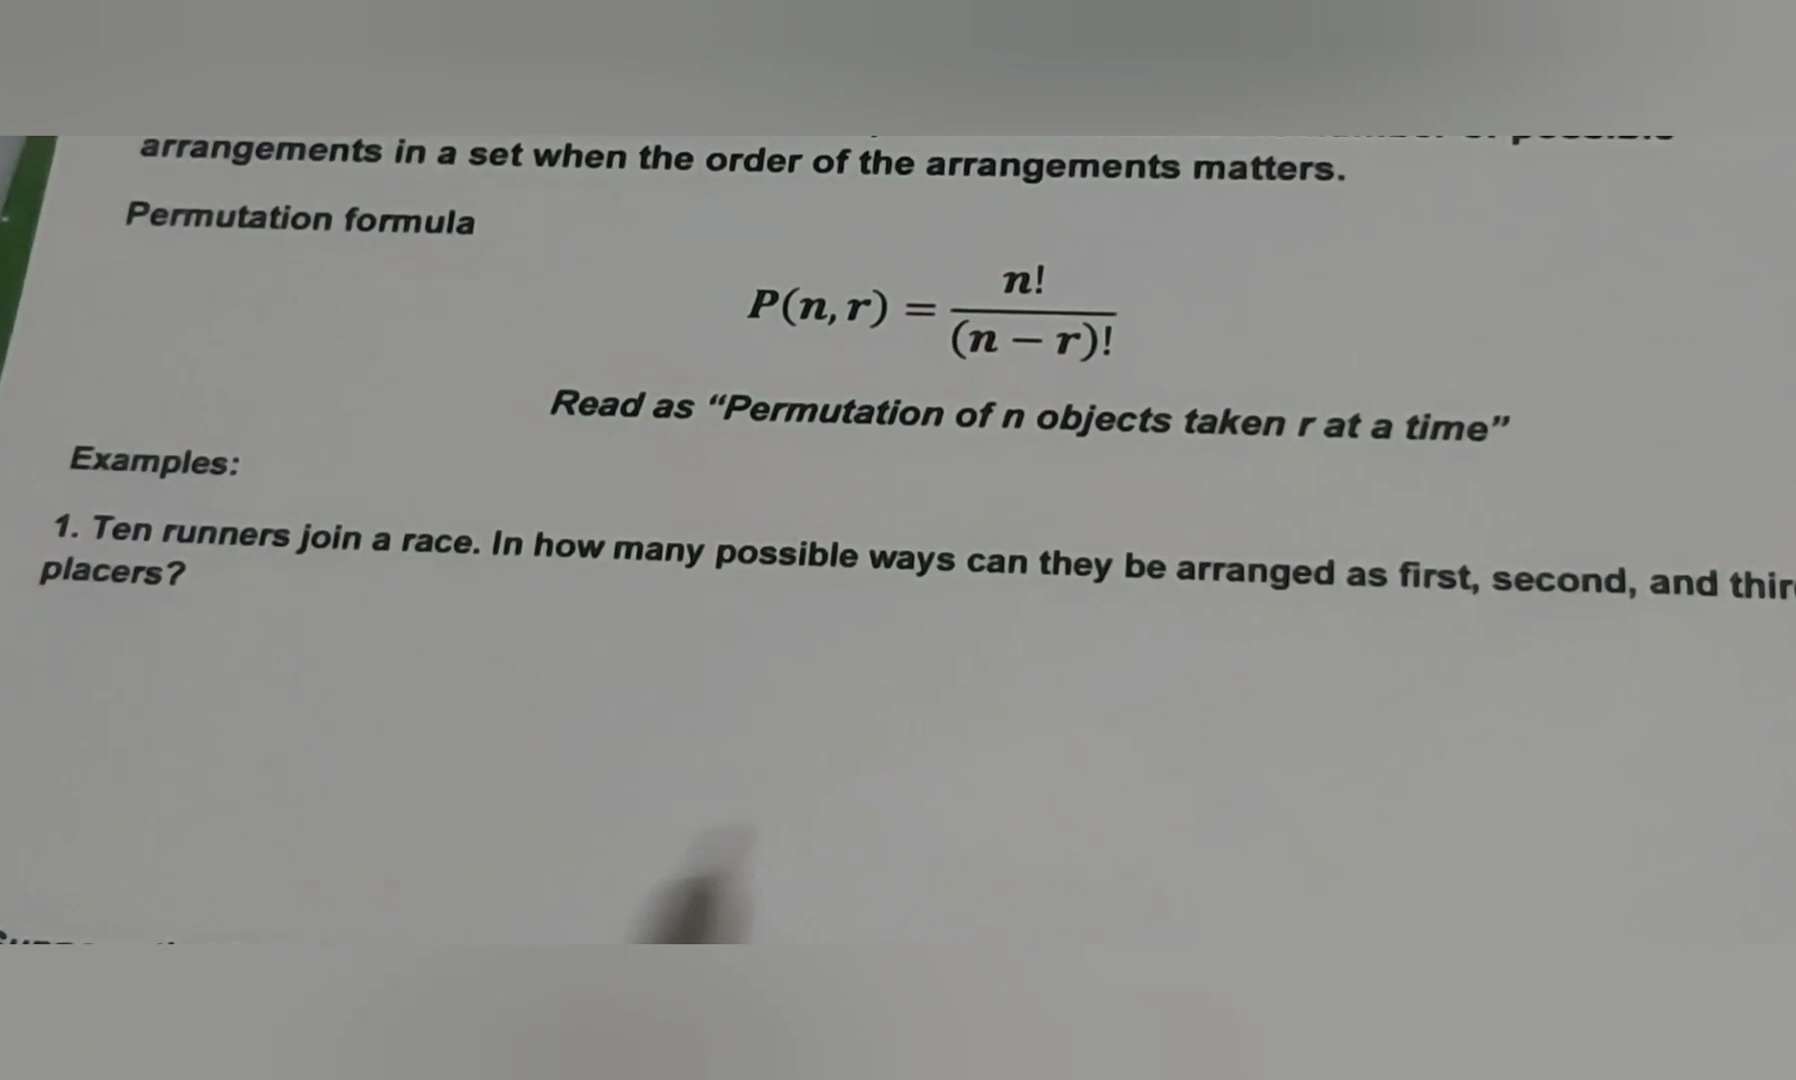 arrangements in a set when the order of the arrangements matters.
Permutation formula
P(n, r) = n! / (n − r)!
Read as “Permutation of n objects taken r at a time”
Examples:
1. Ten runners join a race. In how many possible ways can they be arranged as first, second, and thir
placers?